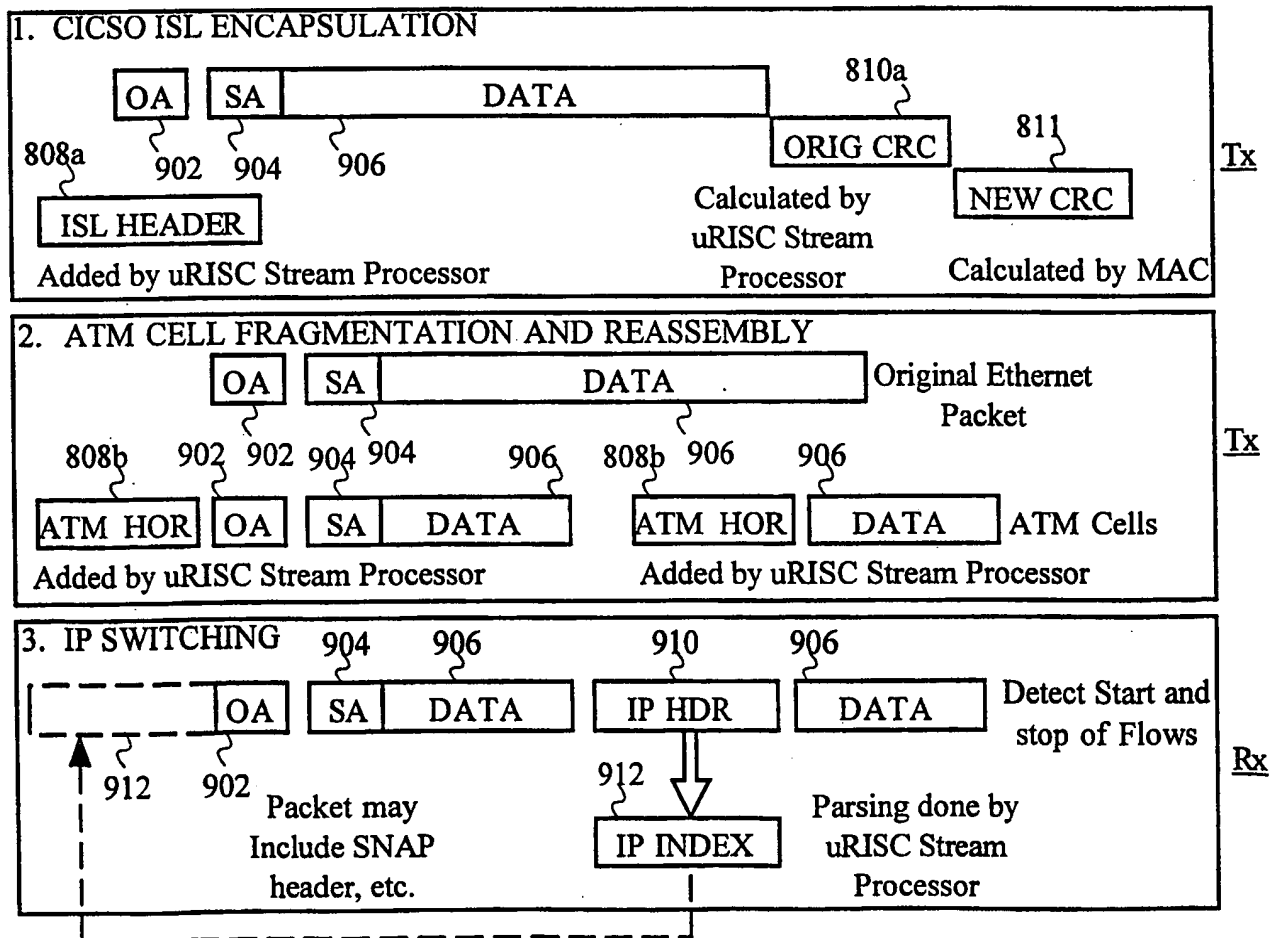 1. CICSO ISL ENCAPSULATION
OA SA DATA
810a
ORIG CRC
811
NEW CRC
Tx
808a
902 904 906
ISL HEADER
Added by uRISC Stream Processor
Calculated by
uRISC Stream
Processor
Calculated by MAC
2. ATM CELL FRAGMENTATION AND REASSEMBLY
OA SA DATA
Original Ethernet
Packet
Tx
808b 902 902 904 904 906 808b 906 906
ATM HOR OA SA DATA ATM HOR DATA ATM Cells
Added by uRISC Stream Processor Added by uRISC Stream Processor
3. IP SWITCHING
904 906 910 906
OA SA DATA IP HDR DATA
Detect Start and
stop of Flows
Rx
912 902
912
Packet may
Include SNAP
header, etc.
IP INDEX
Parsing done by
uRISC Stream
Processor